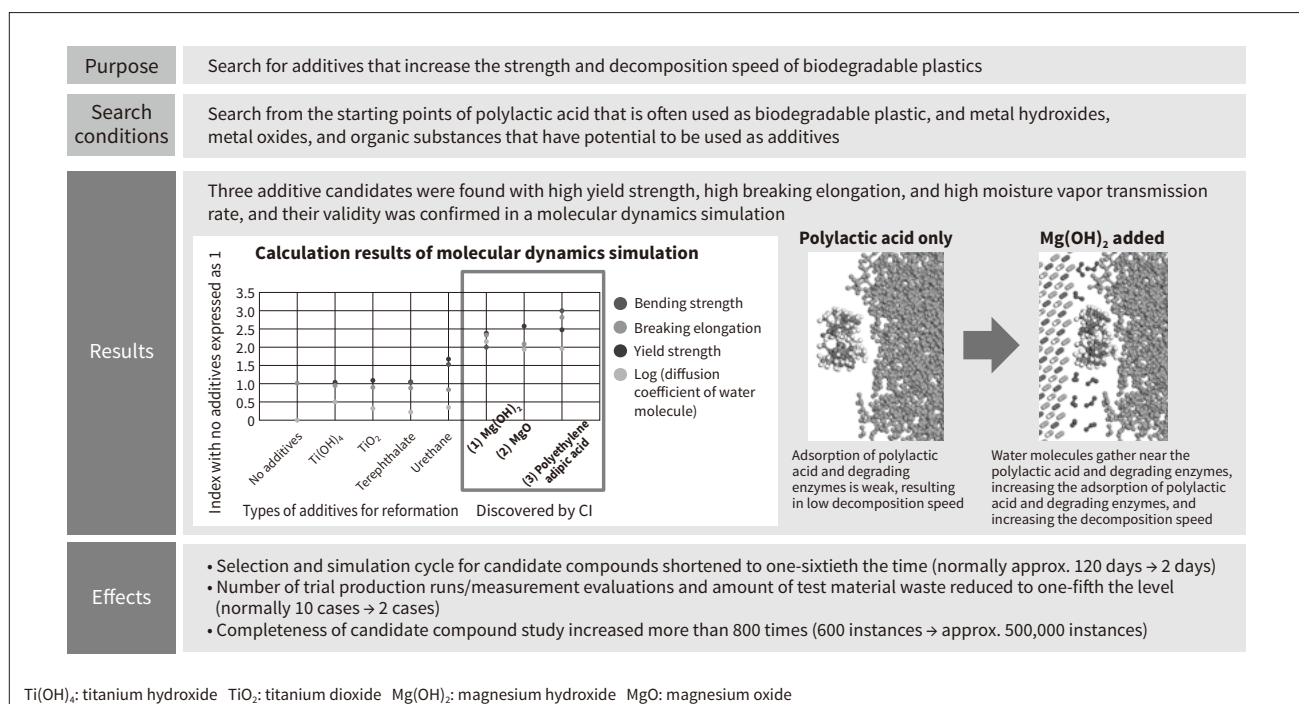 Purpose
Search for additives that increase the strength and decomposition speed of biodegradable plastics
Search
conditions
Search from the starting points of polylactic acid that is often used as biodegradable plastic, and metal hydroxides,
metal oxides, and organic substances that have potential to be used as additives
Results
Three additive candidates were found with high yield strength, high breaking elongation, and high moisture vapor transmission
rate, and their validity was confirmed in a molecular dynamics simulation
Index with no additives expressed as 1
Calculation results of molecular dynamics simulation
3.5
3.0
2.5
2.0
1.5
1.0
0.5
0
No additives
Ti(OH)₄
TiO₂
Terephthalate
Urethane
(1) Mg(OH)₂
(2) MgO
(3) Polyethylene
adipic acid
Types of additives for reformation
Discovered by CI
Bending strength
Breaking elongation
Yield strength
Log (diffusion
coefficient of water
molecule)
Polylactic acid only
Adsorption of polylactic
acid and degrading
enzymes is weak, resulting
in low decomposition speed
Mg(OH)₂ added
Water molecules gather near the
polylactic acid and degrading enzymes,
increasing the adsorption of polylactic
acid and degrading enzymes, and
increasing the decomposition speed
Effects
• Selection and simulation cycle for candidate compounds shortened to one-sixtieth the time (normally approx. 120 days → 2 days)
• Number of trial production runs/measurement evaluations and amount of test material waste reduced to one-fifth the level
(normally 10 cases → 2 cases)
• Completeness of candidate compound study increased more than 800 times (600 instances → approx. 500,000 instances)
Ti(OH)₄: titanium hydroxide TiO₂: titanium dioxide Mg(OH)₂: magnesium hydroxide MgO: magnesium oxide